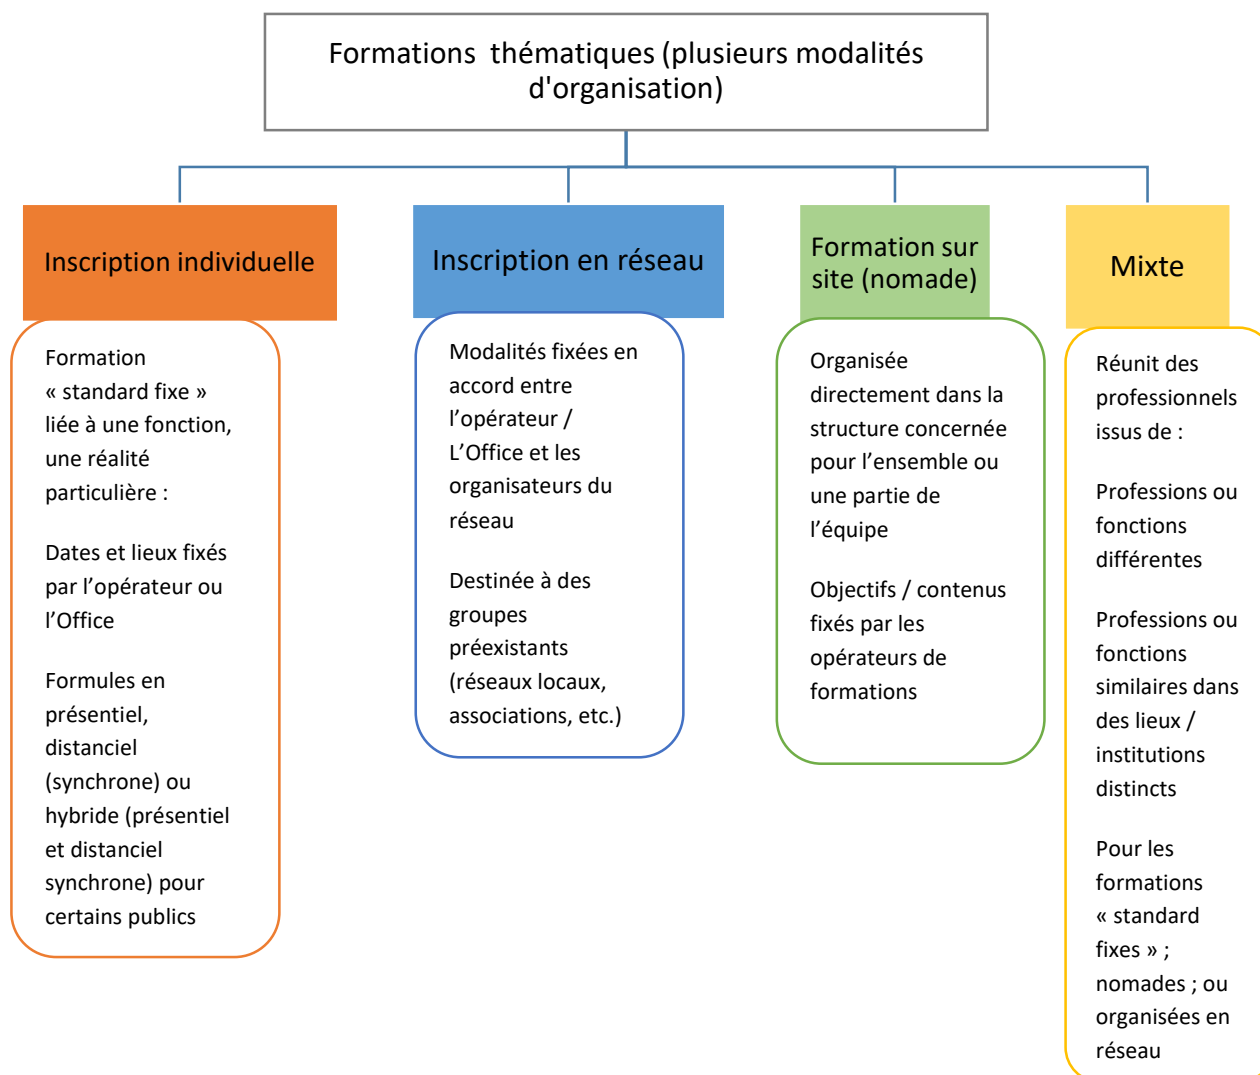 Formations thématiques (plusieurs modalités
d'organisation)
Inscription individuelle
Formation
« standard fixe »
liée à une fonction,
une réalité
particulière :
Dates et lieux fixés
par l’opérateur ou
l’Office
Formules en
présentiel,
distanciel
(synchrone) ou
hybride (présentiel
et distanciel
synchrone) pour
certains publics
Inscription en réseau
Modalités fixées en
accord entre
l’opérateur /
L’Office et les
organisateurs du
réseau
Destinée à des
groupes
préexistants
(réseaux locaux,
associations, etc.)
Formation sur
site (nomade)
Organisée
directement dans la
structure concernée
pour l’ensemble ou
une partie de
l’équipe
Objectifs / contenus
fixés par les
opérateurs de
formations
Mixte
Réunit des
professionnels
issus de :
Professions ou
fonctions
différentes
Professions ou
fonctions
similaires dans
des lieux /
institutions
distincts
Pour les
formations
« standard
fixes » ;
nomades ; ou
organisées en
réseau